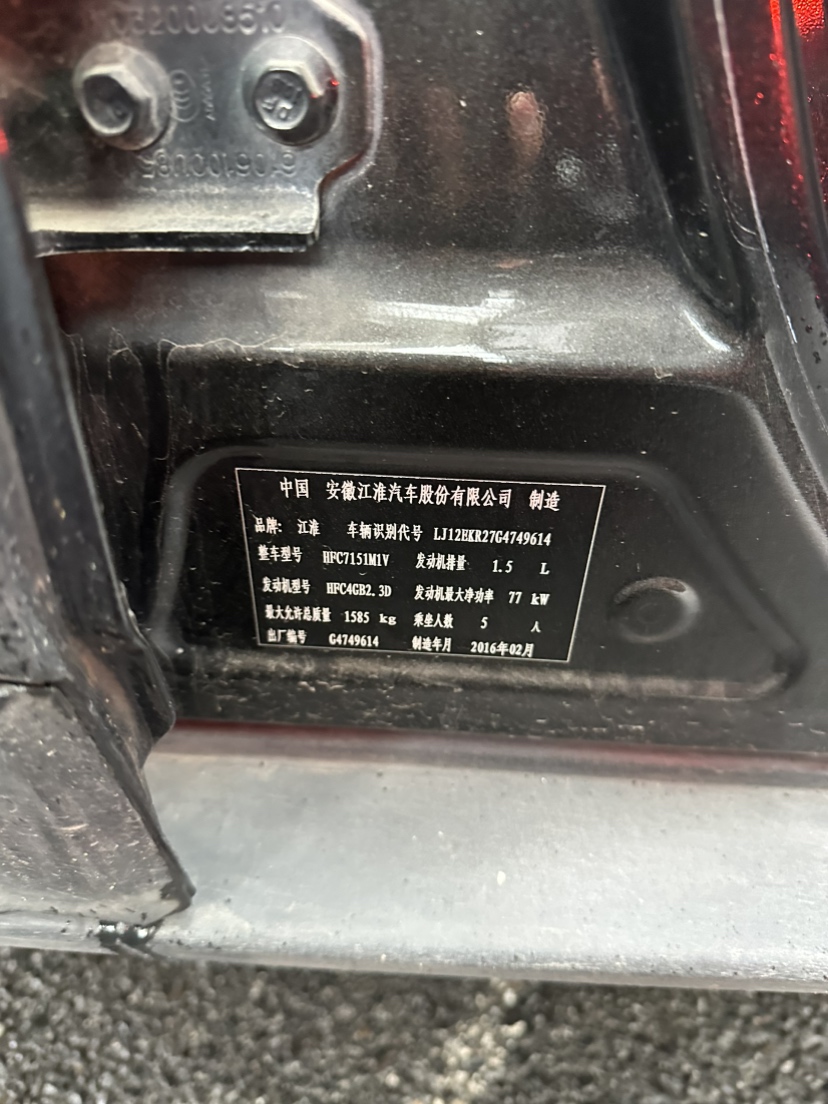 0320008510
中国 安徽江淮汽车股份有限公司 制造
品牌: 江淮 车辆识别代号 LJ12EKR27G4749614
整车型号 HFC7151M1V 发动机排量 1.5 L
发动机型号 HFC4GB2.3D 发动机最大净功率 77 kW
最大允许总质量 1585 kg 乘坐人数 5 人
出厂编号 G4749614 制造年月 2016年02月